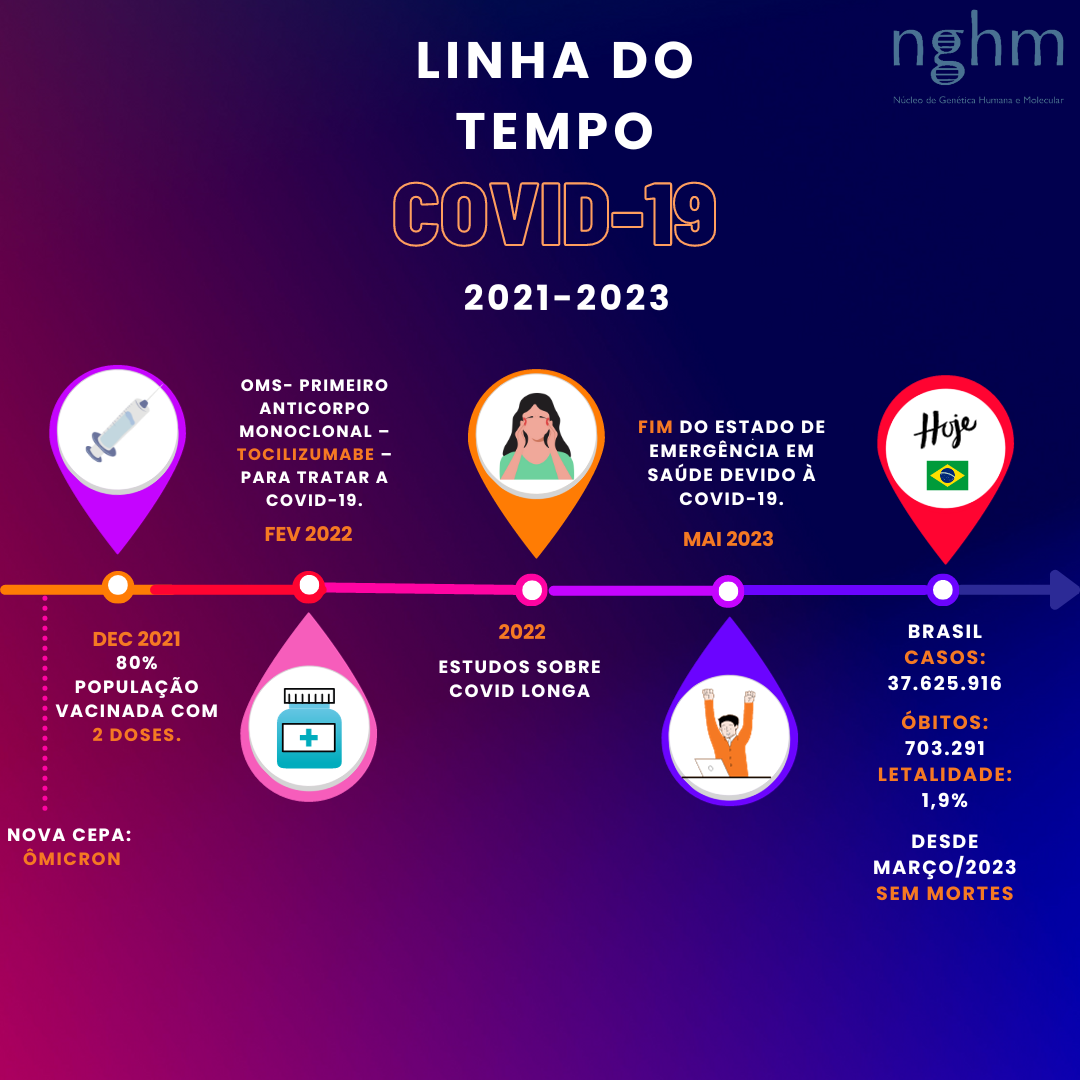 nghm
Núcleo de Genética Humana e Molecular
LINHA DO
TEMPO
COVID-19
2021-2023
OMS- PRIMEIRO
ANTICORPO
MONOCLONAL –
TOCILIZUMABE –
PARA TRATAR A
COVID-19.
FEV 2022
FIM DO ESTADO DE
EMERGÊNCIA EM
SAÚDE DEVIDO À
COVID-19.
MAI 2023
Hoje
DEC 2021
80%
POPULAÇÃO
VACINADA COM
2 DOSES.
NOVA CEPA:
ÔMICRON
2022
ESTUDOS SOBRE
COVID LONGA
BRASIL
CASOS:
37.625.916
ÓBITOS:
703.291
LETALIDADE:
1,9%
DESDE
MARÇO/2023
SEM MORTES